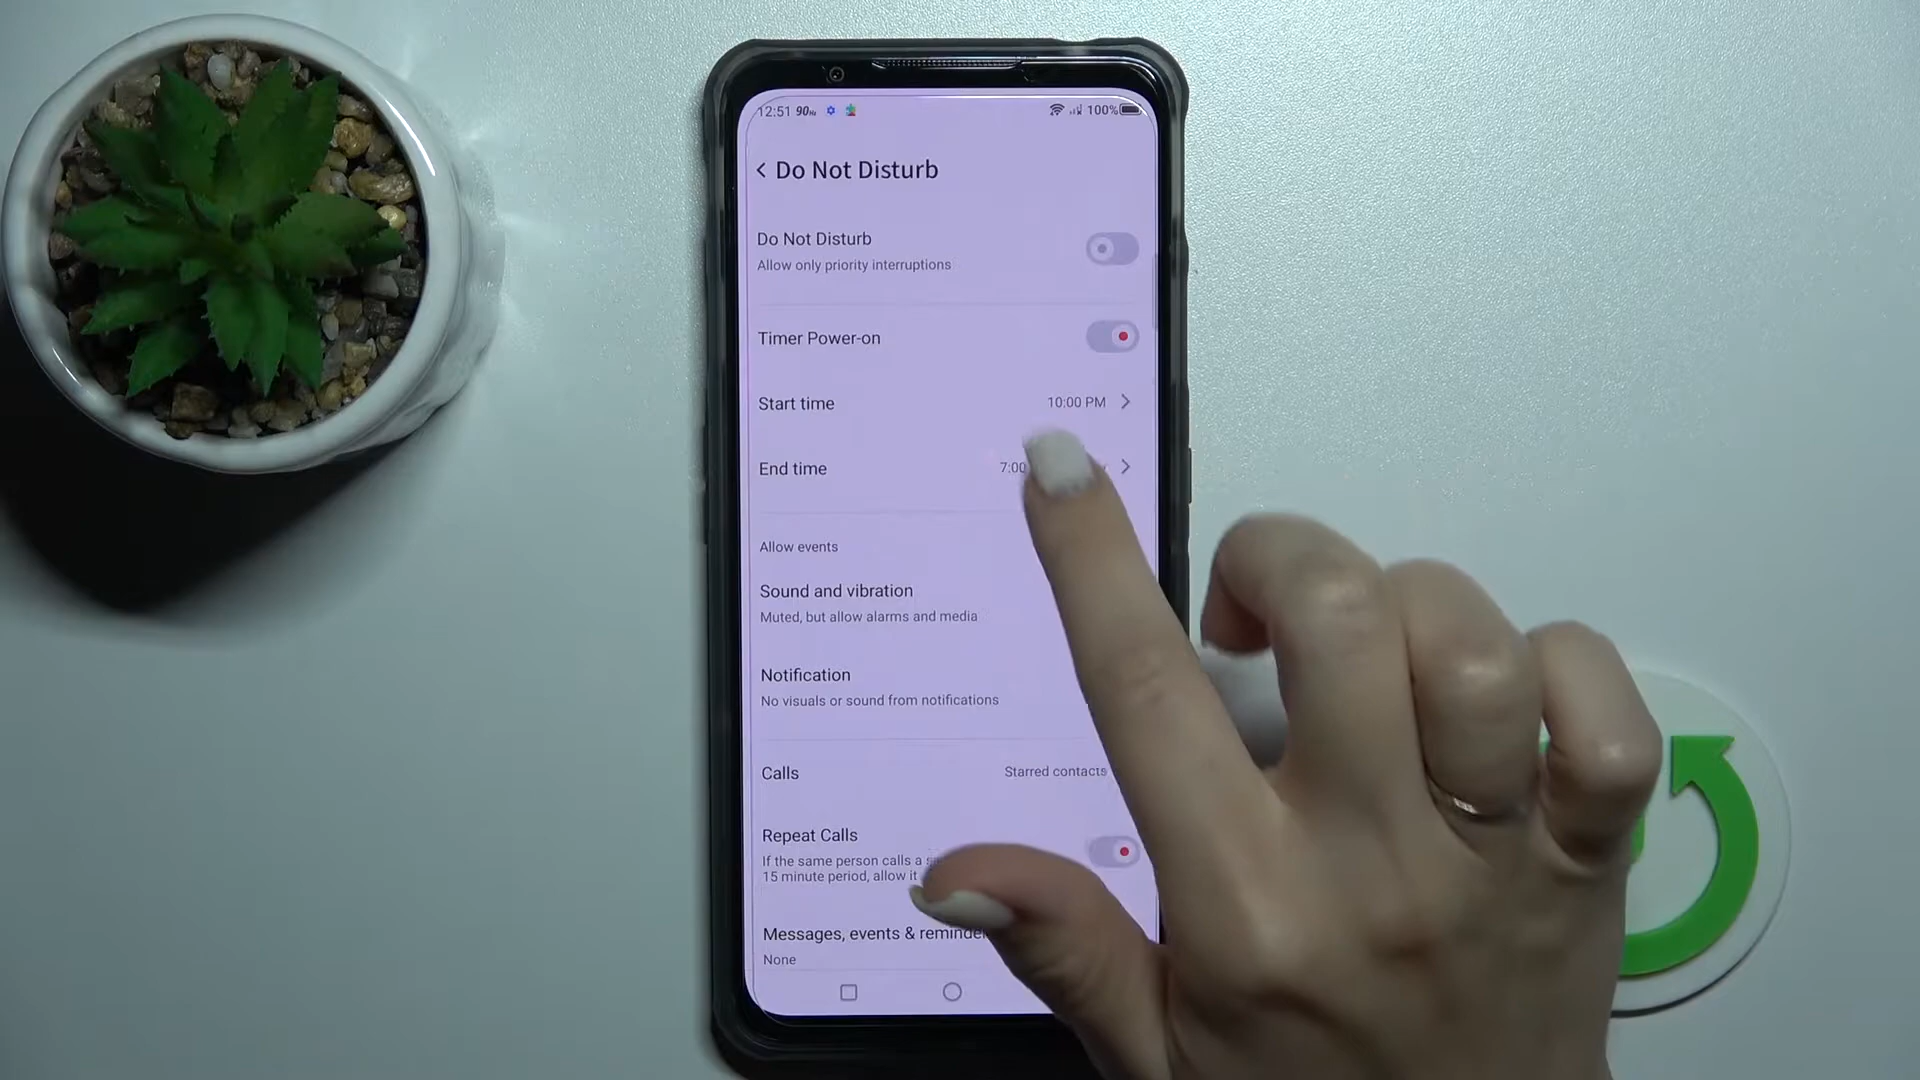 12:51 90Hz 100%
Do Not Disturb
Do Not Disturb
Allow only priority interruptions
Timer Power-on
Start time 10:00 PM
End time 7:00
Allow events
Sound and vibration
Muted, but allow alarms and media
Notification
No visuals or sound from notifications
Calls Starred contacts
Repeat Calls
If the same person calls a
15 minute period, allow it
Messages, events &
None